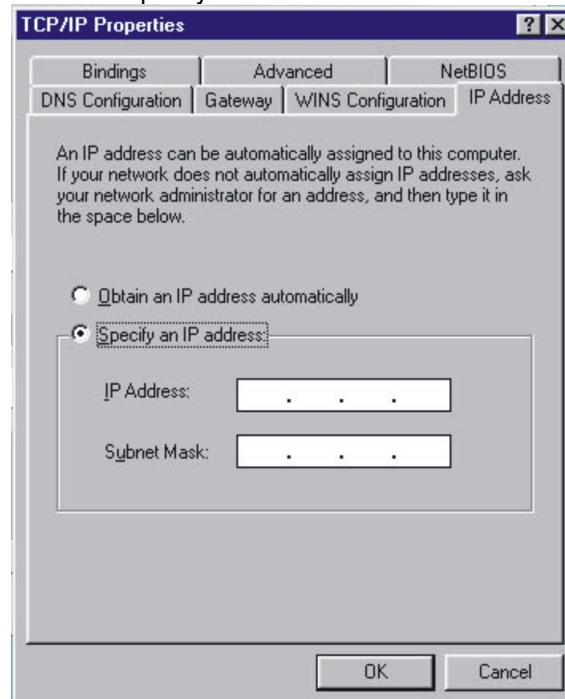 TCP/IP Properties
Bindings Advanced NetBIOS
DNS Configuration Gateway WINS Configuration IP Address
An IP address can be automatically assigned to this computer.
If your network does not automatically assign IP addresses, ask
your network administrator for an address, and then type it in
the space below.
Obtain an IP address automatically
Specify an IP address:
IP Address: . . .
Subnet Mask: . . .
OK Cancel